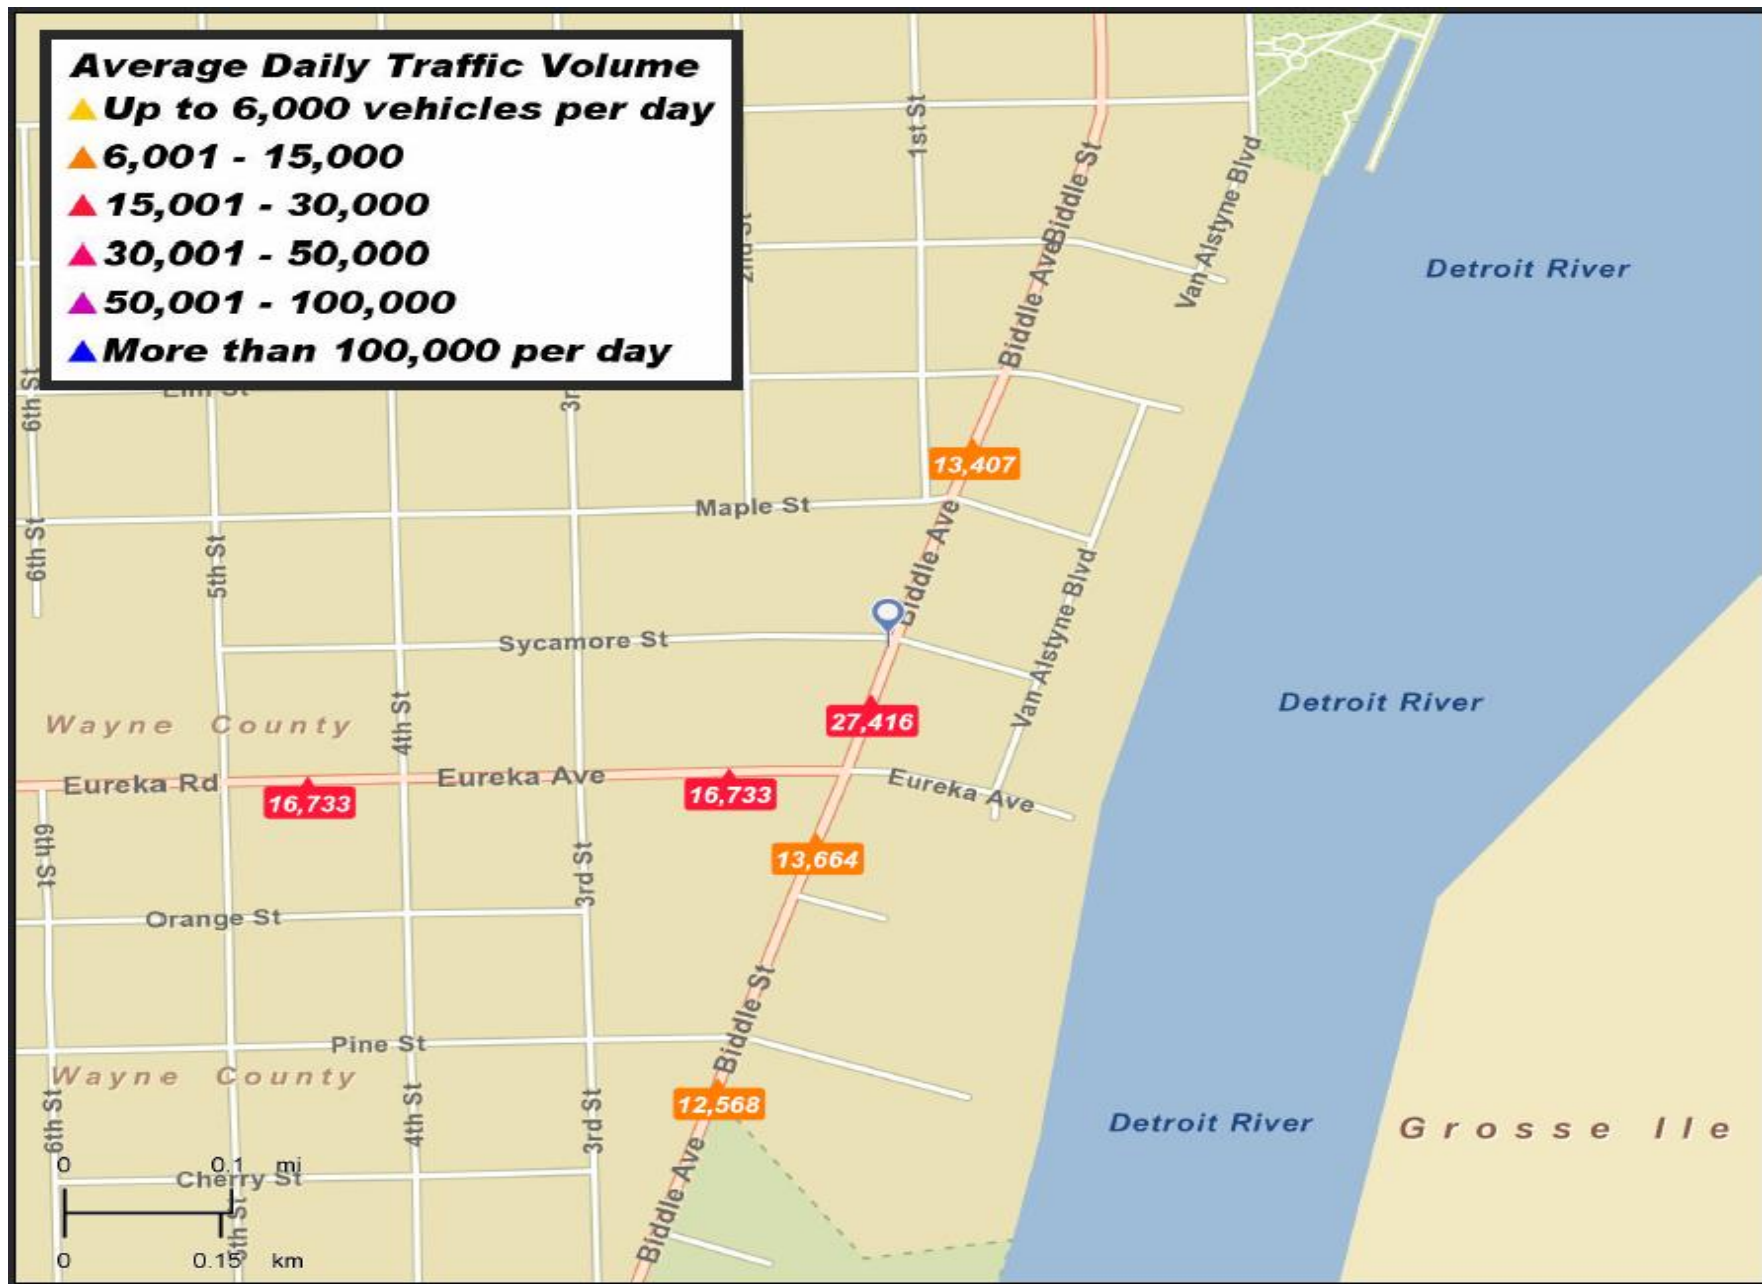 Average Daily Traffic Volume
Up to 6,000 vehicles per day
6,001 - 15,000
15,001 - 30,000
30,001 - 50,000
50,001 - 100,000
More than 100,000 per day
1st St
Biddle St
Van Alstyne Blvd
2nd St
Biddle Ave
Detroit River
6th St
Elm St
13,407
Maple St
6th St
5th St
Biddle Ave
Van Alstyne Blvd
Sycamore St
4th St
Detroit River
Wayne County
27,416
Eureka Rd
Eureka Ave
Eureka Ave
16,733
16,733
6th St
3rd St
13,664
Orange St
Biddle St
Pine St
Wayne County
12,568
6th St
4th St
3rd St
Detroit River
Grosse Ile
0 0.1 mi
Cherry St
5th St
Biddle Ave
0 0.15 km